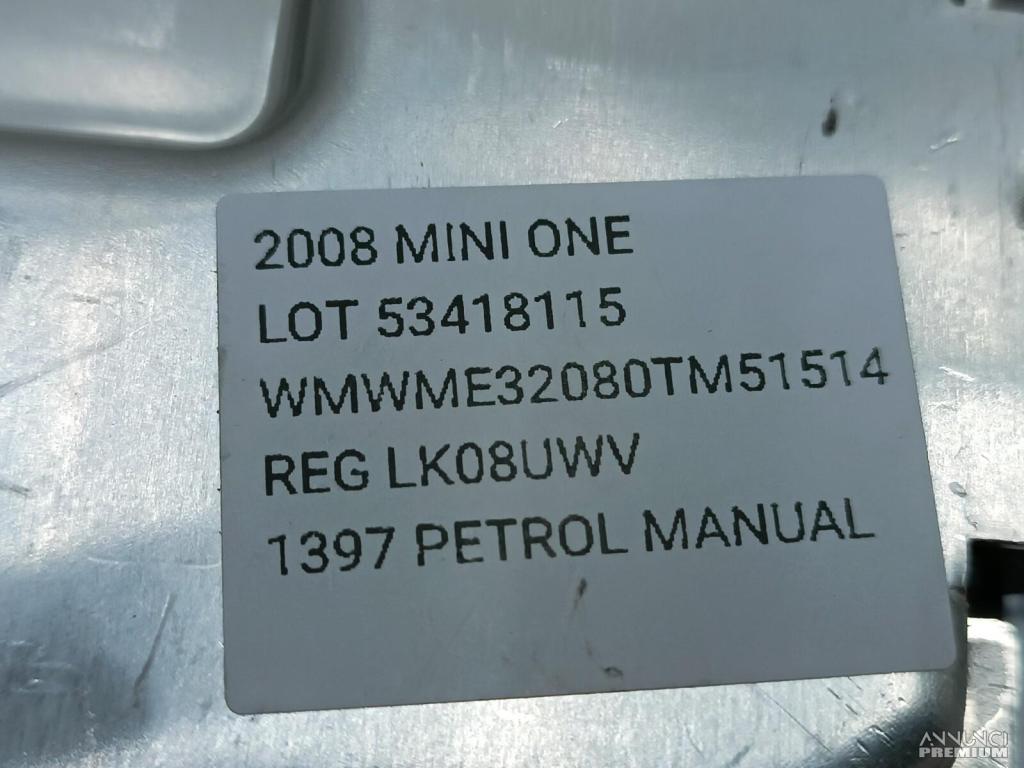 2008 MINI ONE
LOT 53418115
WMWME32080TM51514
REG LK08UWV
1397 PETROL MANUAL
ANNUNCI
PREMIUM